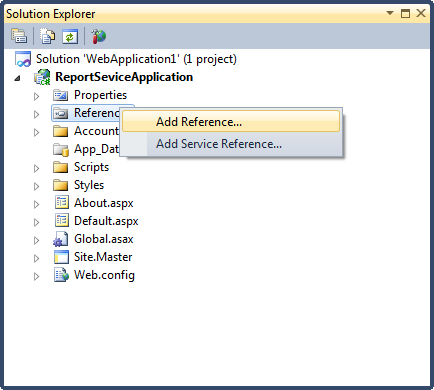 Solution Explorer
Solution 'WebApplication1' (1 project)
ReportSeviceApplication
Properties
Referenc
Add Reference...
Account
Add Service Reference...
App_Dat
Scripts
Styles
About.aspx
Default.aspx
Global.asax
Site.Master
Web.config